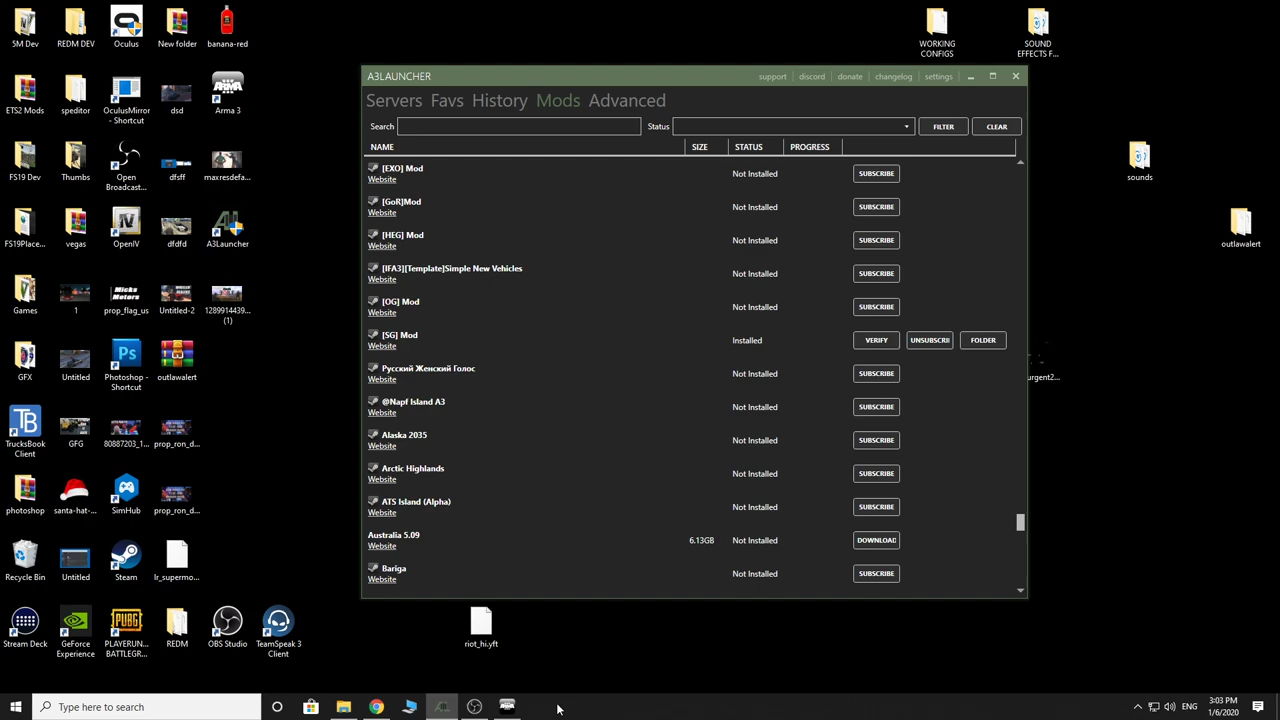 5M Dev
REDM DEV
Oculus
New folder
banana-red
ETS2 Mods
speditor
OculusMirror
- Shortcut
dsd
Arma 3
FS19 Dev
Thumbs
Open
Broadcast...
dfsff
maxresdefa...
FS19Place...
vegas
OpenIV
dfdfd
A3Launcher
Games
1
prop_flag_us
Untitled-2
1289914439...
(1)
GFX
Untitled
Photoshop -
Shortcut
outlawalert
TrucksBook
Client
GFG
80887203_1...
prop_ron_d...
photoshop
santa-hat-...
SimHub
prop_ron_d...
Recycle Bin
Untitled
Steam
lr_supermo...
Stream Deck
GeForce
Experience
PLAYERUN...
BATTLEGR...
REDM
OBS Studio
TeamSpeak 3
Client
riot_hi.yft
WORKING
CONFIGS
SOUND
EFFECTS F...
sounds
outlawalert
urgent2...
A3LAUNCHER
support
discord
donate
changelog
settings
Servers Favs History Mods Advanced
Search
Status
FILTER
CLEAR
NAME SIZE STATUS PROGRESS
[EXO] Mod
Website
Not Installed
SUBSCRIBE
[GoR]Mod
Website
Not Installed
SUBSCRIBE
[HEG] Mod
Website
Not Installed
SUBSCRIBE
[IFA3][Template]Simple New Vehicles
Website
Not Installed
SUBSCRIBE
[OG] Mod
Website
Not Installed
SUBSCRIBE
[SG] Mod
Website
Installed
VERIFY
UNSUBSCRI
FOLDER
Русский Женский Голос
Website
Not Installed
SUBSCRIBE
@Napf Island A3
Website
Not Installed
SUBSCRIBE
Alaska 2035
Website
Not Installed
SUBSCRIBE
Arctic Highlands
Website
Not Installed
SUBSCRIBE
ATS Island (Alpha)
Website
Not Installed
SUBSCRIBE
Australia 5.09
Website
6.13GB
Not Installed
DOWNLOAD
Bariga
Website
Not Installed
SUBSCRIBE
Type here to search
ENG
3:03 PM
1/6/2020